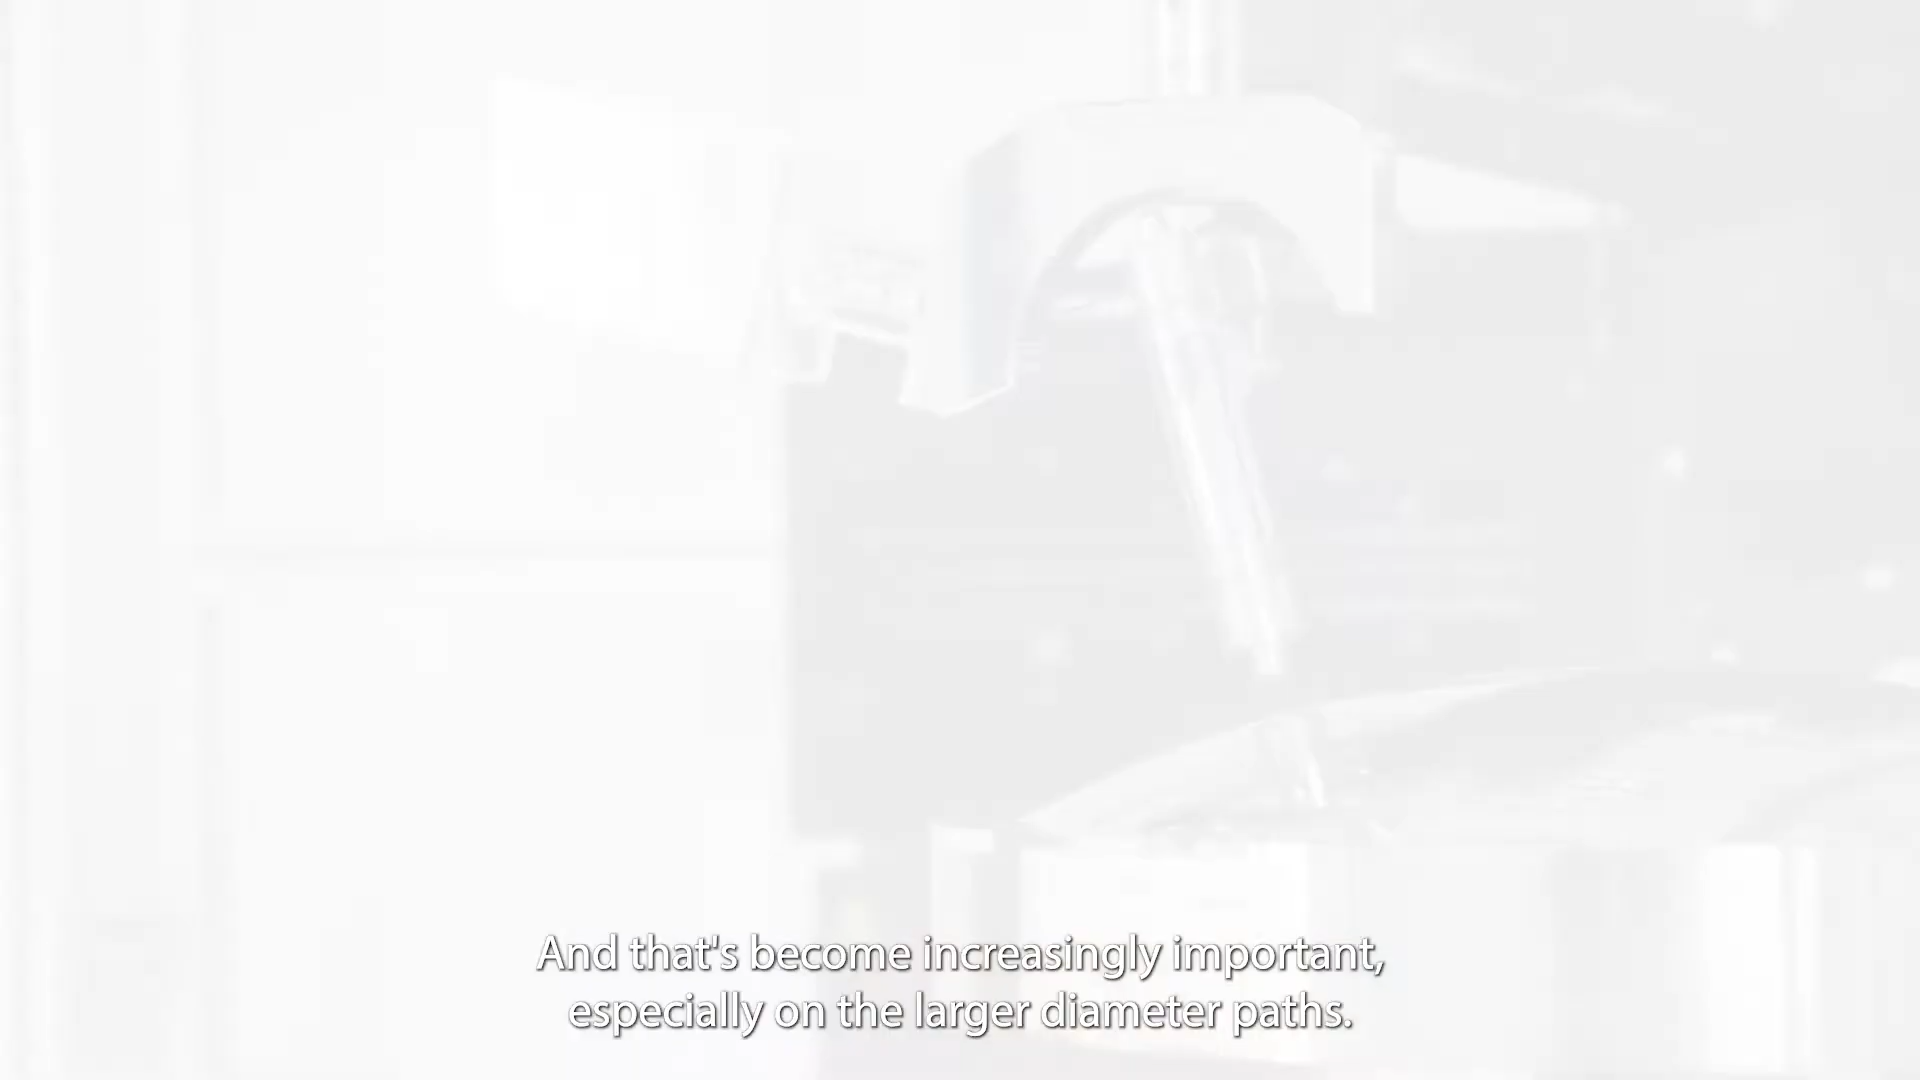 And that's become increasingly important,
especially on the larger diameter paths.